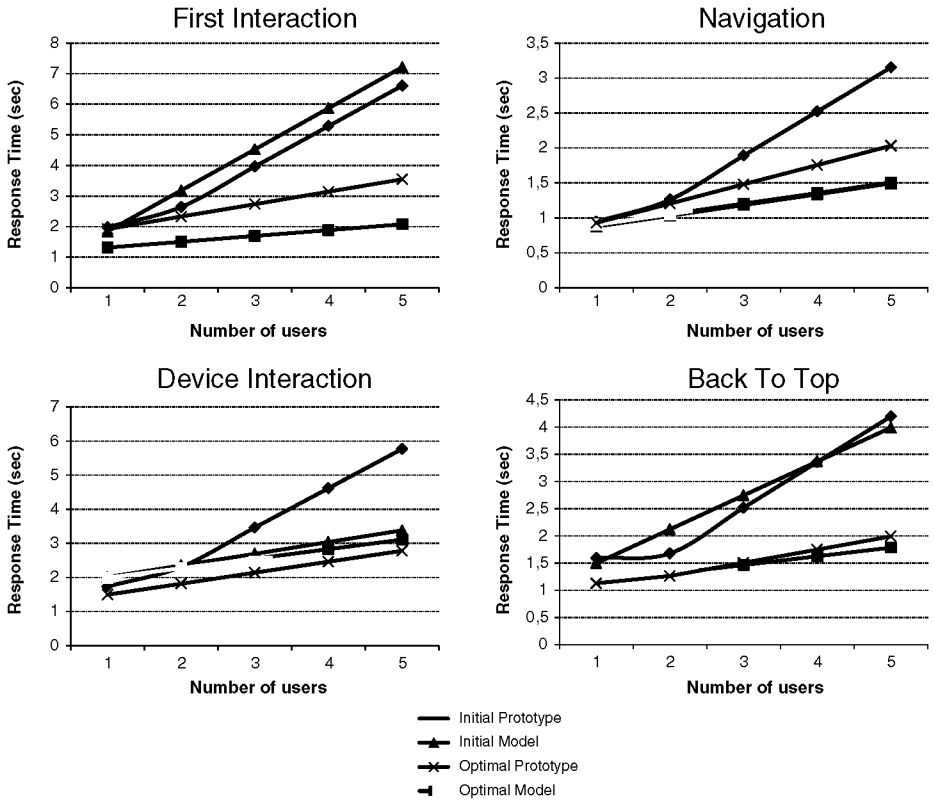 First Interaction
8
7
6
5
4
3
2
1
0
Response Time (sec)
1 2 3 4 5
Number of users
Navigation
3,5
3
2,5
2
1,5
1
0,5
0
Response Time (sec)
1 2 3 4 5
Number of users
Device Interaction
7
6
5
4
3
2
1
0
Response Time (sec)
1 2 3 4 5
Number of users
Back To Top
4,5
4
3,5
3
2,5
2
1,5
1
0,5
0
Response Time (sec)
1 2 3 4 5
Number of users
Initial Prototype
Initial Model
Optimal Prototype
Optimal Model